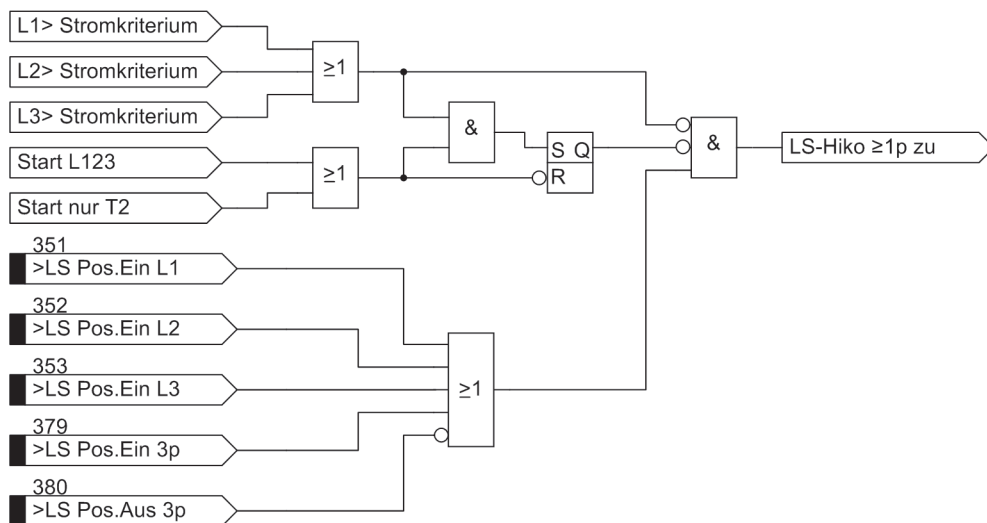 L1> Stromkriterium
L2> Stromkriterium
L3> Stromkriterium
≥1
&
Start L123
Start nur T2
≥1
S Q
R
&
LS-Hiko ≥1p zu
351
>LS Pos.Ein L1
352
>LS Pos.Ein L2
353
>LS Pos.Ein L3
≥1
379
>LS Pos.Ein 3p
380
>LS Pos.Aus 3p